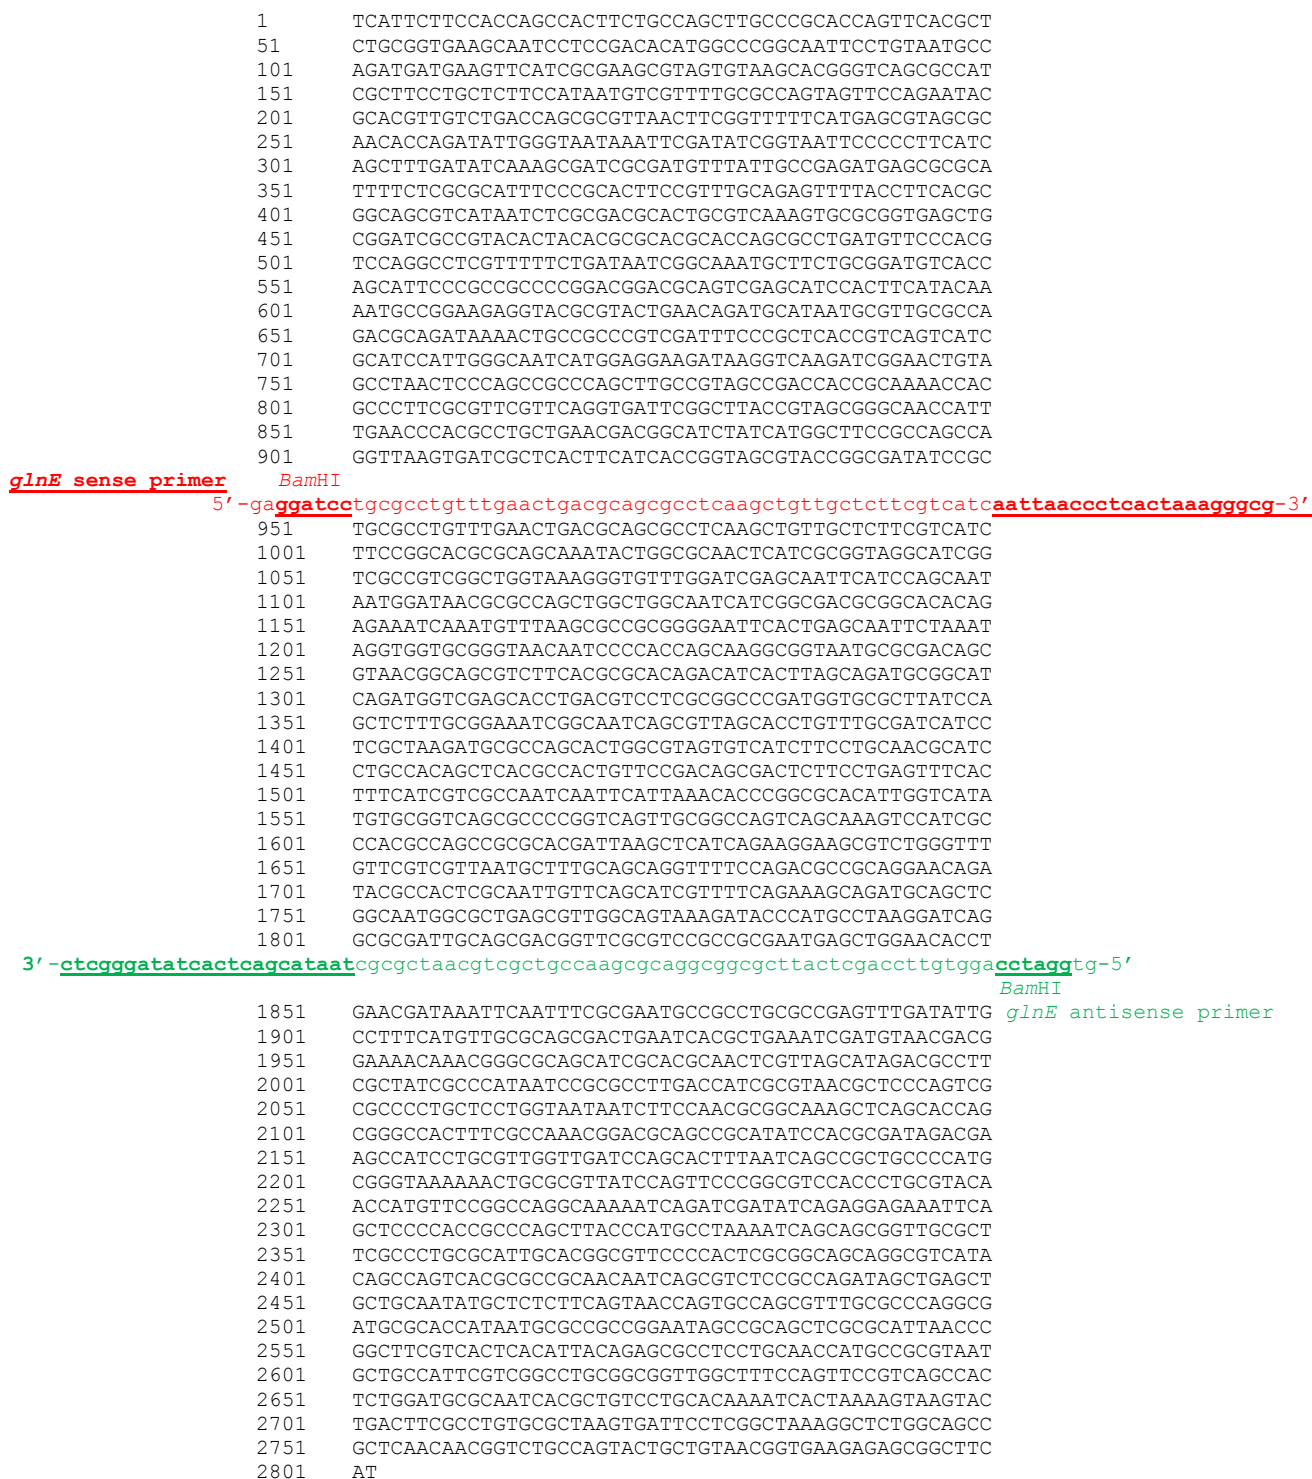 1 TCATTCTTCCACCAGCCACTTCTGCCAGCTTGCCCGCACCAGTTCACGCT
51 CTGCGGTGAAGCAATCCTCCGACACATGGCCCGGCAATTCCTGTAATGCC
101 AGATGATGAAGTTCATCGCGAAGCGTAGTGTAAGCACGGGTCAGCGCCAT
151 CGCTTCCTGCTCTTCCATAATGTCGTTTTGCGCCAGTAGTTCCAGAATAC
201 GCACGTTGTCTGACCAGCGCGTTAACTTCGGTTTTTCATGAGCGTAGCGC
251 AACACCAGATATTGGGTAATAAATTCGATATCGGTAATTCCCCCTTCATC
301 AGCTTTGATATCAAAGCGATCGCGATGTTTATTGCCGAGATGAGCGCGCA
351 TTTTCTCGCGCATTTCCCGCACTTCCGTTTGCAGAGTTTTACCTTCACGC
401 GGCAGCGTCATAATCTCGCGACGCACTGCGTCAAAGTGCGCGGTGAGCTG
451 CGGATCGCCGTACACTACACGCGCACGCACCAGCGCCTGATGTTCCCACG
501 TCCAGGCCTCGTTTTTCTGATAATCGGCAAATGCTTCTGCGGATGTCACC
551 AGCATTCCCGCCGCCCCGGACGGACGCAGTCGAGCATCCACTTCATACAA
601 AATGCCGGAAGAGGTACGCGTACTGAACAGATGCATAATGCGTTGCGCCA
651 GACGCAGATAAAACTGCCGCCCGTCGATTTCCCGCTCACCGTCAGTCATC
701 GCATCCATTGGGCAATCATGGAGGAAGATAAGGTCAAGATCGGAACTGTA
751 GCCTAACTCCCAGCCGCCCAGCTTGCCGTAGCCGACCACCGCAAAACCAC
801 GCCCTTCGCGTTCGTTCAGGTGATTCGGCTTACCGTAGCGGGCAACCATT
851 TGAACCCACGCCTGCTGAACGACGGCATCTATCATGGCTTCCGCCAGCCA
901 GGTTAAGTGATCGCTCACTTCATCACCGGTAGCGTACCGGCGATATCCGC
glnE sense primer BamHI
5'-gaggatcctgcgcctgtttgaactgacgcagcgcctcaagctgttgctcttcgtcatcaattaaccctcactaaagggcg-3'
951 TGCGCCTGTTTGAACTGACGCAGCGCCTCAAGCTGTTGCTCTTCGTCATC
1001 TTCCGGCACGCGCAGCAAATACTGGCGCAACTCATCGCGGTAGGCATCGG
1051 TCGCCGTCGGCTGGTAAAGGGTGTTTGGATCGAGCAATTCATCCAGCAAT
1101 AATGGATAACGCGCCAGCTGGCTGGCAATCATCGGCGACGCGGCACACAG
1151 AGAAATCAAATGTTTAAGCGCCGCGGGGAATTCACTGAGCAATTCTAAAT
1201 AGGTGGTGCGGGTAACAATCCCCACCAGCAAGGCGGTAATGCGCGACAGC
1251 GTAACGGCAGCGTCTTCACGCGCACAGACATCACTTAGCAGATGCGGCAT
1301 CAGATGGTCGAGCACCTGACGTCCTCGCGGCCCGATGGTGCGCTTATCCA
1351 GCTCTTTGCGGAAATCGGCAATCAGCGTTAGCACCTGTTTGCGATCATCC
1401 TCGCTAAGATGCGCCAGCACTGGCGTAGTGTCATCTTCCTGCAACGCATC
1451 CTGCCACAGCTCACGCCACTGTTCCGACAGCGACTCTTCCTGAGTTTCAC
1501 TTTCATCGTCGCCAATCAATTCATTAAACACCCGGCGCACATTGGTCATA
1551 TGTGCGGTCAGCGCCCCGGTCAGTTGCGGCCAGTCAGCAAAGTCCATCGC
1601 CCACGCCAGCCGCGCACGATTAAGCTCATCAGAAGGAAGCGTCTGGGTTT
1651 GTTCGTCGTTAATGCTTTGCAGCAGGTTTTCCAGACGCCGCAGGAACAGA
1701 TACGCCACTCGCAATTGTTCAGCATCGTTTTCAGAAAGCAGATGCAGCTC
1751 GGCAATGGCGCTGAGCGTTGGCAGTAAAGATACCCATGCCTAAGGATCAG
1801 GCGCGATTGCAGCGACGGTTCGCGTCCGCCGCGAATGAGCTGGAACACCT
3'-ctcgggatatcactcagcataatcgcgctaacgtcgctgccaagcgcaggcggcgcttactcgaccttgtggacctaggtg-5'
BamHI
1851 GAACGATAAATTCAATTTCGCGAATGCCGCCTGCGCCGAGTTTGATATTG glnE antisense primer
1901 CCTTTCATGTTGCGCAGCGACTGAATCACGCTGAAATCGATGTAACGACG
1951 GAAAACAAACGGGCGCAGCATCGCACGCAACTCGTTAGCATAGACGCCTT
2001 CGCTATCGCCCATAATCCGCGCCTTGACCATCGCGTAACGCTCCCAGTCG
2051 CGCCCCTGCTCCTGGTAATAATCTTCCAACGCGGCAAAGCTCAGCACCAG
2101 CGGGCCACTTTCGCCAAACGGACGCAGCCGCATATCCACGCGATAGACGA
2151 AGCCATCCTGCGTTGGTTGATCCAGCACTTTAATCAGCCGCTGCCCCATG
2201 CGGGTAAAAAACTGCGCGTTATCCAGTTCCCGGCGTCCACCCTGCGTACA
2251 ACCATGTTCCGGCCAGGCAAAAATCAGATCGATATCAGAGGAGAAATTCA
2301 GCTCCCCACCGCCCAGCTTACCCATGCCTAAAATCAGCAGCGGTTGCGCT
2351 TCGCCCTGCGCATTGCACGGCGTTCCCCACTCGCGGCAGCAGGCGTCATA
2401 CAGCCAGTCACGCGCCGCAACAATCAGCGTCTCCGCCAGATAGCTGAGCT
2451 GCTGCAATATGCTCTCTTCAGTAACCAGTGCCAGCGTTTGCGCCCAGGCG
2501 ATGCGCACCATAATGCGCCGCCGGAATAGCCGCAGCTCGCGCATTAACCC
2551 GGCTTCGTCACTCACATTACAGAGCGCCTCCTGCAACCATGCCGCGTAAT
2601 GCTGCCATTCGTCGGCCTGCGGCGGTTGGCTTTCCAGTTCCGTCAGCCAC
2651 TCTGGATGCGCAATCACGCTGTCCTGCACAAAATCACTAAAAGTAAGTAC
2701 TGACTTCGCCTGTGCGCTAAGTGATTCCTCGGCTAAAGGCTCTGGCAGCC
2751 GCTCAACAACGGTCTGCCAGTACTGCTGTAACGGTGAAGAGAGCGGCTTC
2801 AT